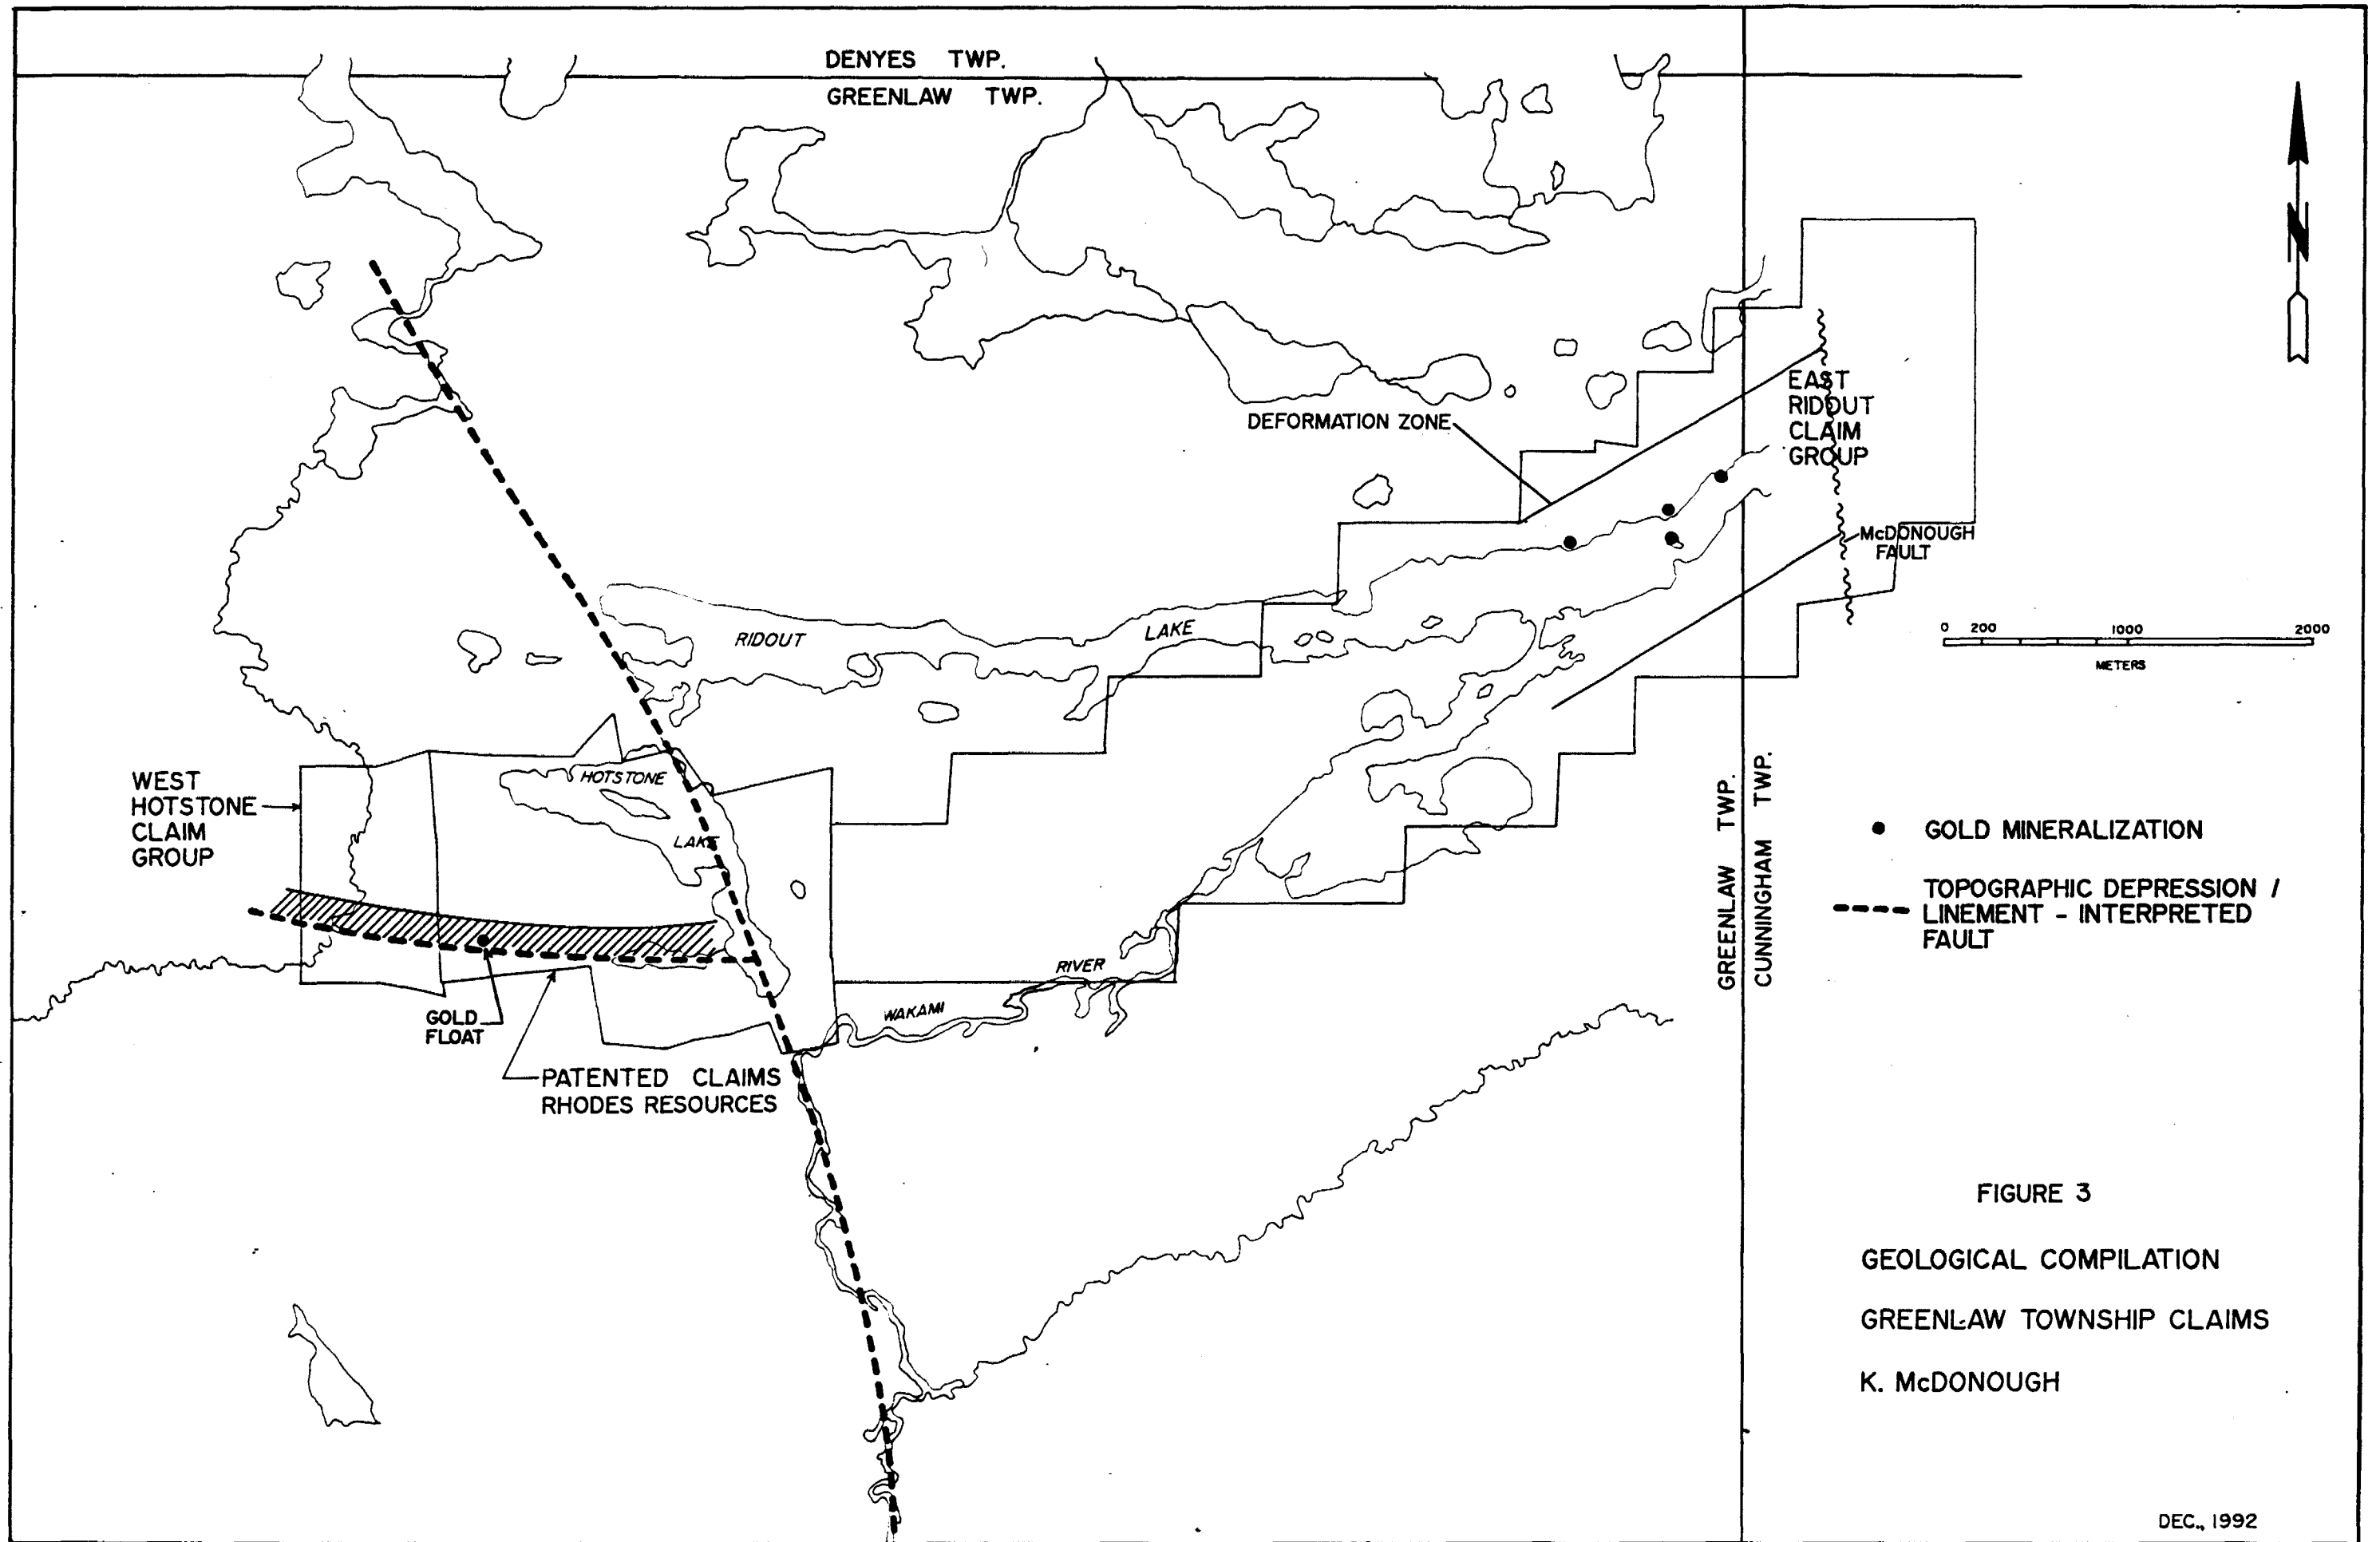 DENYES TWP.
GREENLAW TWP.
N
DEFORMATION ZONE
EAST
RIDOUT
CLAIM
GROUP
McDONOUGH
FAULT
RIDOUT LAKE
0 200 1000 2000
METERS
WEST
HOTSTONE
CLAIM
GROUP
HOTSTONE
LAKE
GREENLAW TWP.
CUNNINGHAM TWP.
GOLD MINERALIZATION
TOPOGRAPHIC DEPRESSION /
LINEMENT - INTERPRETED
FAULT
WAKAMI RIVER
GOLD
FLOAT
PATENTED CLAIMS
RHODES RESOURCES
FIGURE 3
GEOLOGICAL COMPILATION
GREENLAW TOWNSHIP CLAIMS
K. McDONOUGH
DEC., 1992